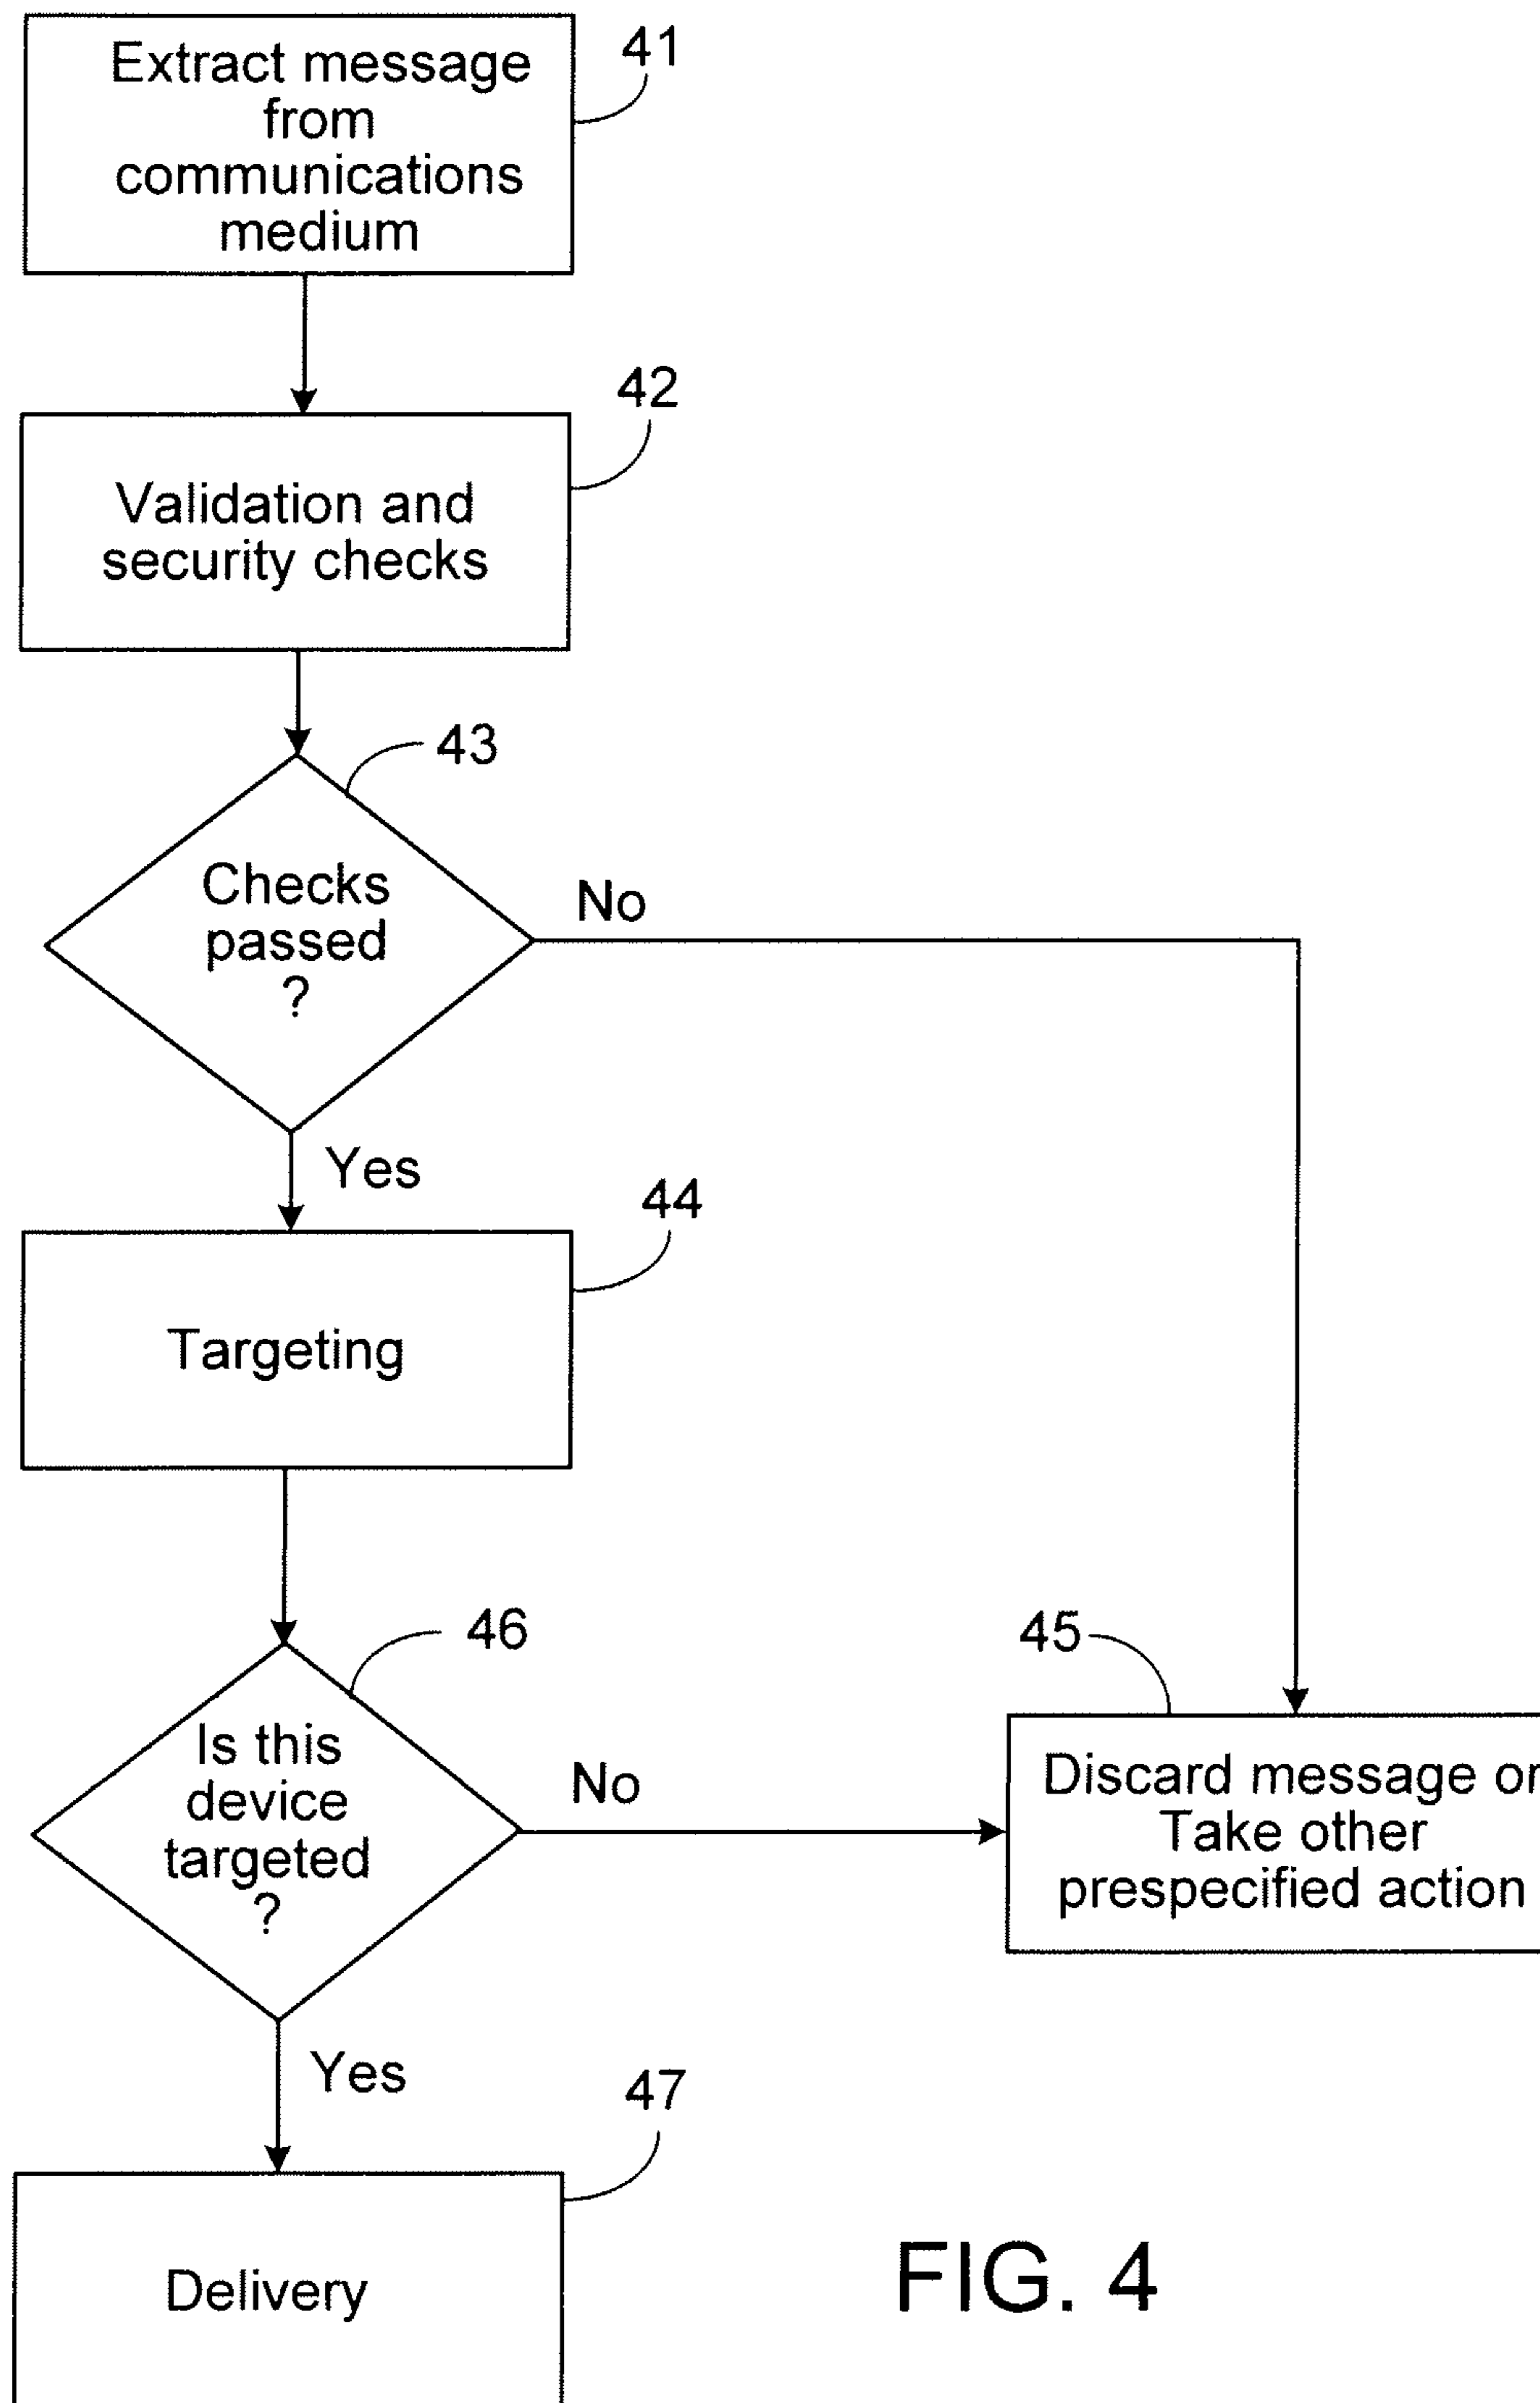 41
Extract message
from
communications
medium
42
Validation and
security checks
43
Checks
passed
?
No
Yes
44
Targeting
46
Is this
device
targeted
?
No
45
Discard message or
Take other
prespecified action
Yes
47
Delivery
FIG. 4